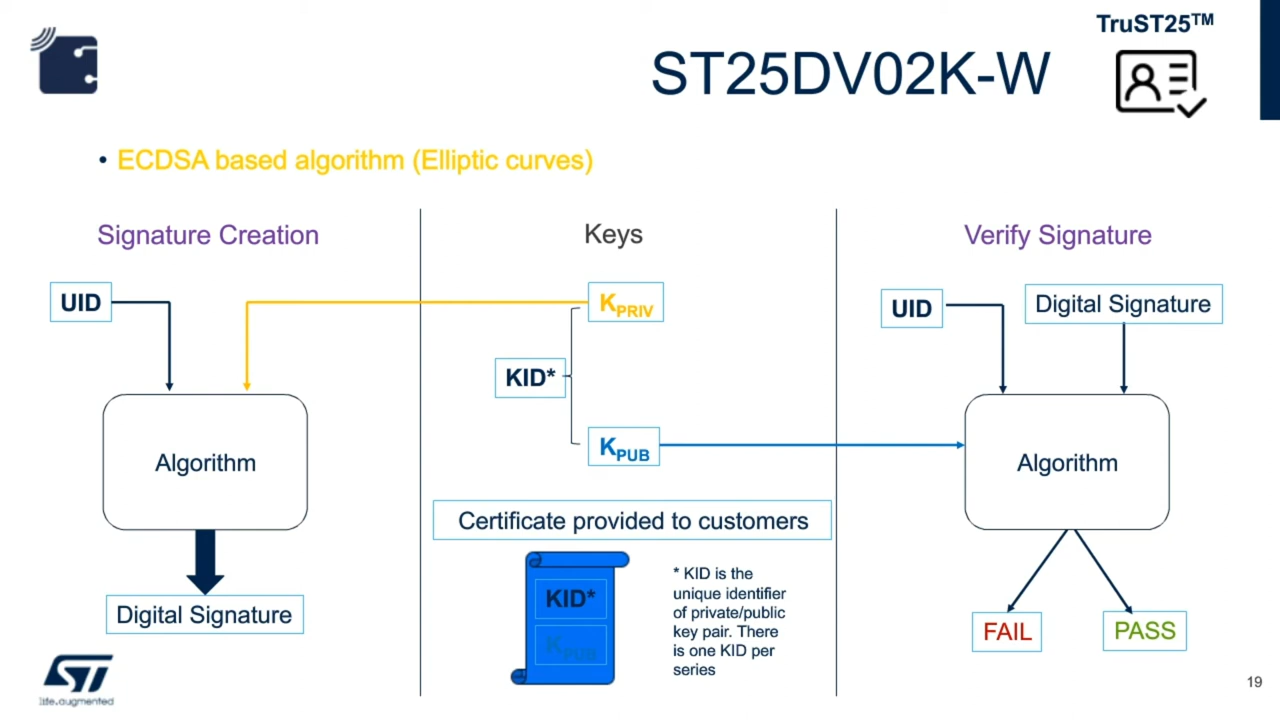 TruST25™
ST25DV02K-W
• ECDSA based algorithm (Elliptic curves)
Signature Creation
UID
Algorithm
Digital Signature
Keys
KPRIV
KID*
KPUB
Certificate provided to customers
KID*
KPUB
* KID is the
unique identifier
of private/public
key pair. There
is one KID per
series
Verify Signature
UID
Digital Signature
Algorithm
FAIL
PASS
ST
life.augmented
19